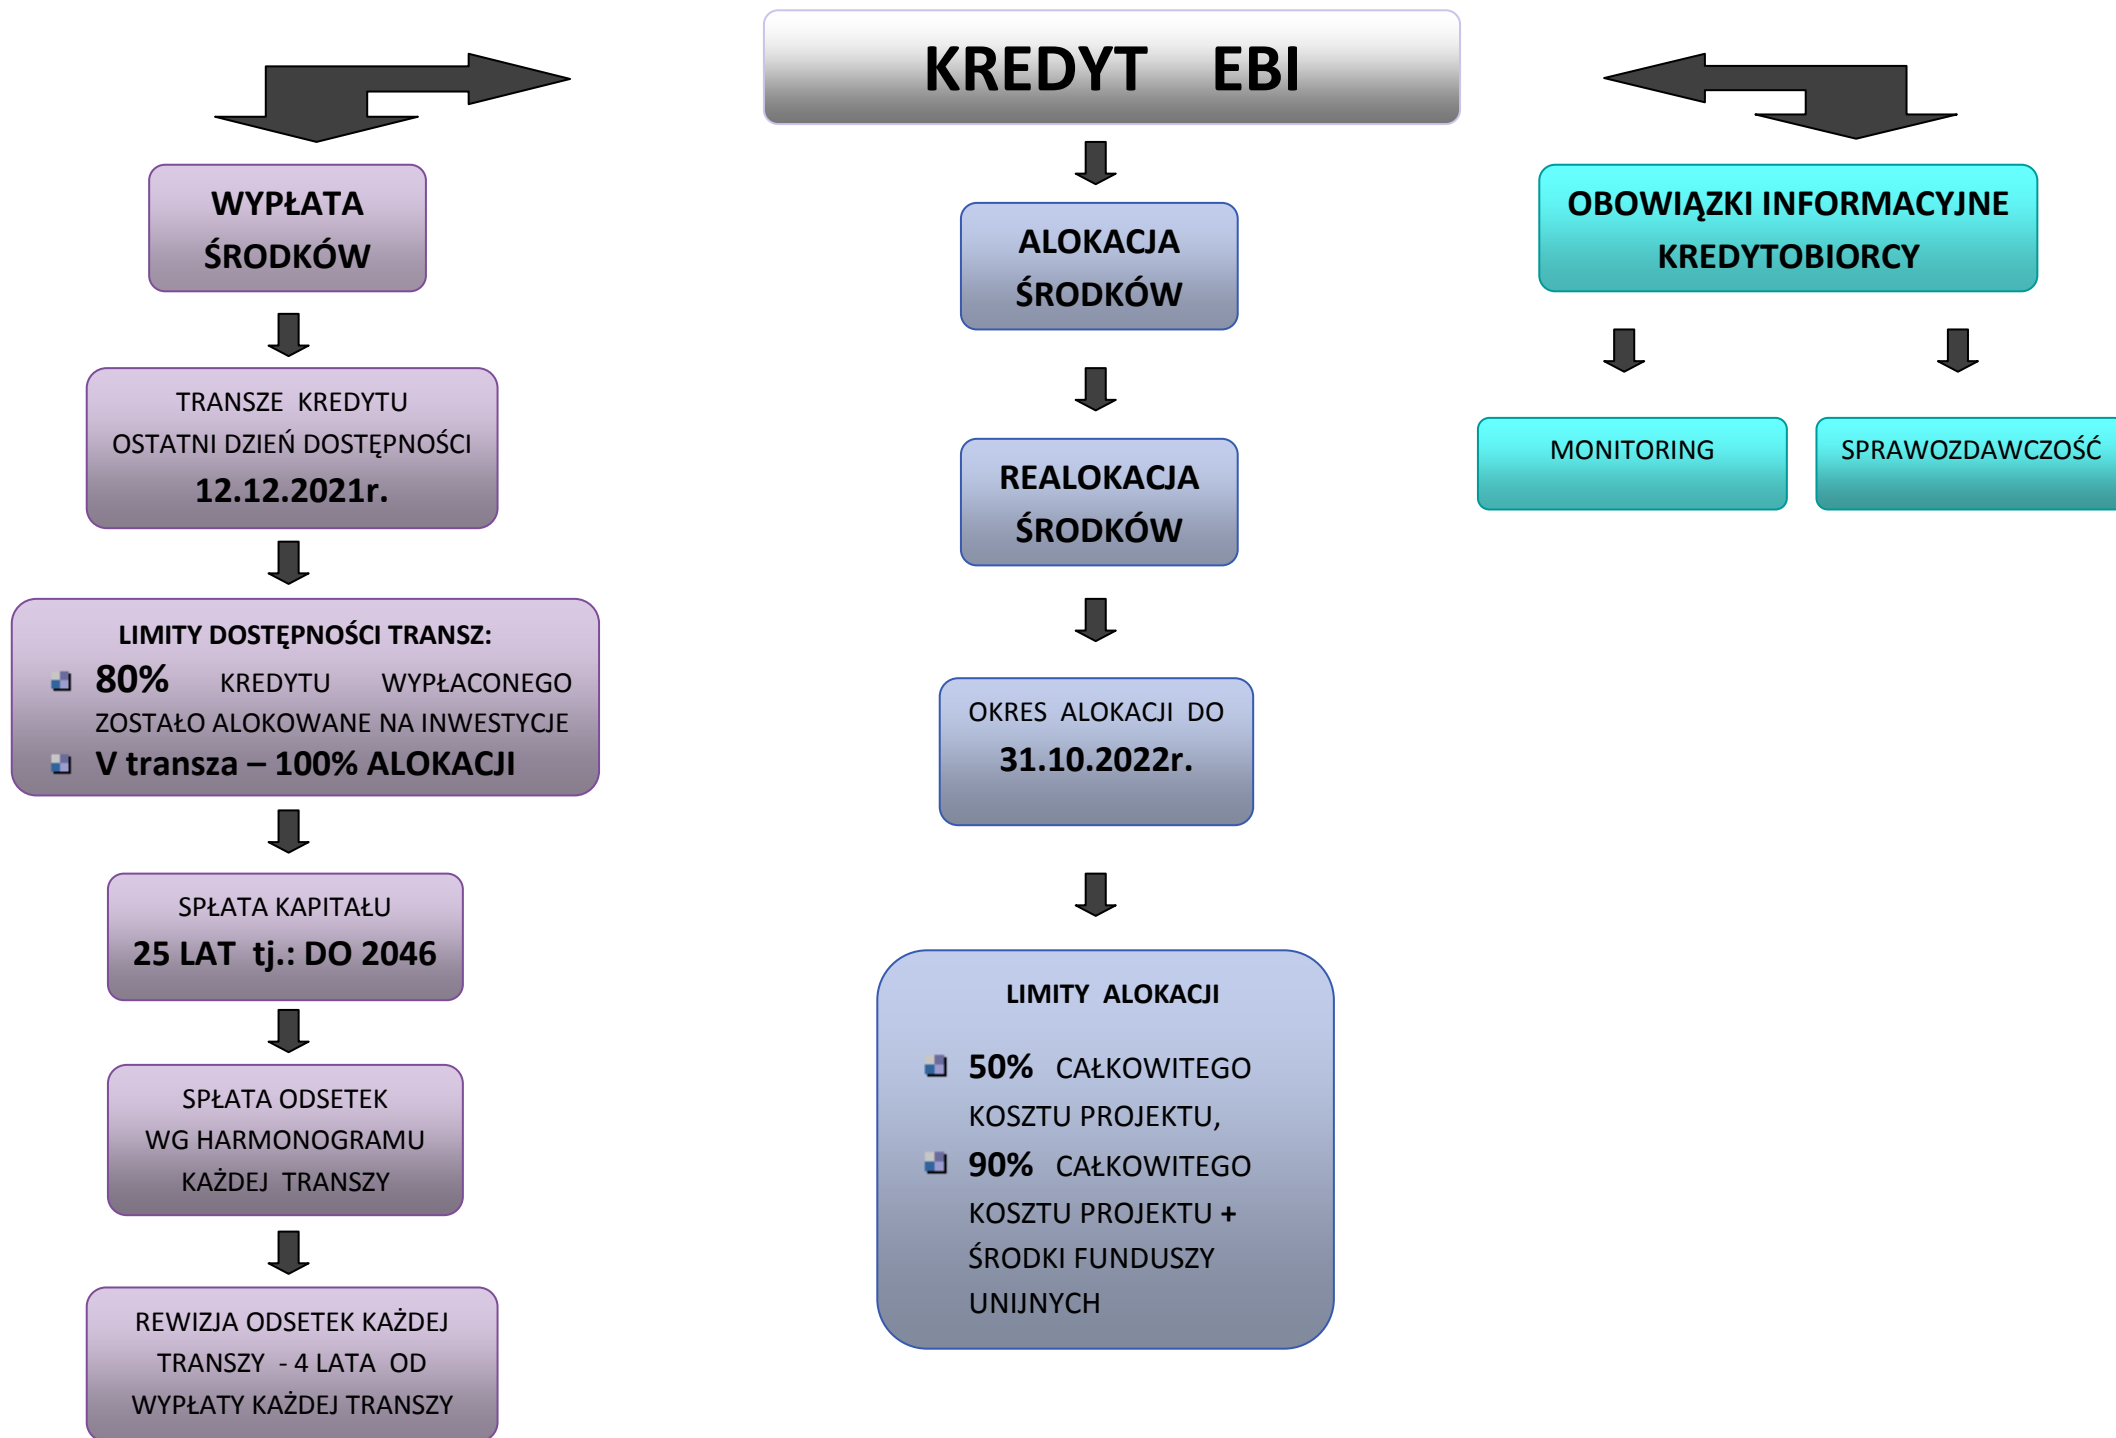 KREDYT EBI
WYPŁATA
ŚRODKÓW
TRANSZE KREDYTU
OSTATNI DZIEŃ DOSTĘPNOŚCI
12.12.2021r.
LIMITY DOSTĘPNOŚCI TRANSZ:
80% KREDYTU WYPŁACONEGO
ZOSTAŁO ALOKOWANE NA INWESTYCJE
V transza – 100% ALOKACJI
SPŁATA KAPITAŁU
25 LAT tj.: DO 2046
SPŁATA ODSETEK
WG HARMONOGRAMU
KAŻDEJ TRANSZY
REWIZJA ODSETEK KAŻDEJ
TRANSZY - 4 LATA OD
WYPŁATY KAŻDEJ TRANSZY
ALOKACJA
ŚRODKÓW
REALOKACJA
ŚRODKÓW
OKRES ALOKACJI DO
31.10.2022r.
LIMITY ALOKACJI
50% CAŁKOWITEGO
KOSZTU PROJEKTU,
90% CAŁKOWITEGO
KOSZTU PROJEKTU +
ŚRODKI FUNDUSZY
UNIJNYCH
OBOWIĄZKI INFORMACYJNE
KREDYTOBIORCY
MONITORING
SPRAWOZDAWCZOŚĆ